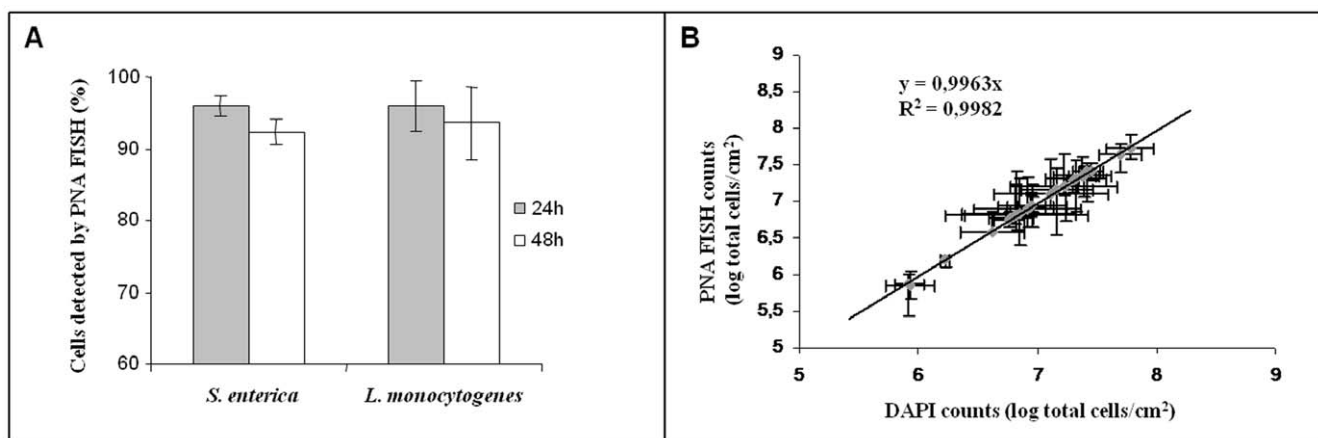 A
Cells detected by PNA FISH (%)
100
90
80
70
60
24h
48h
S. enterica
L. monocytogenes
B
PNA FISH counts
(log total cells/cm²)
9
8,5
8
7,5
7
6,5
6
5,5
5
y = 0,9963x
R² = 0,9982
5
6
7
8
9
DAPI counts (log total cells/cm²)